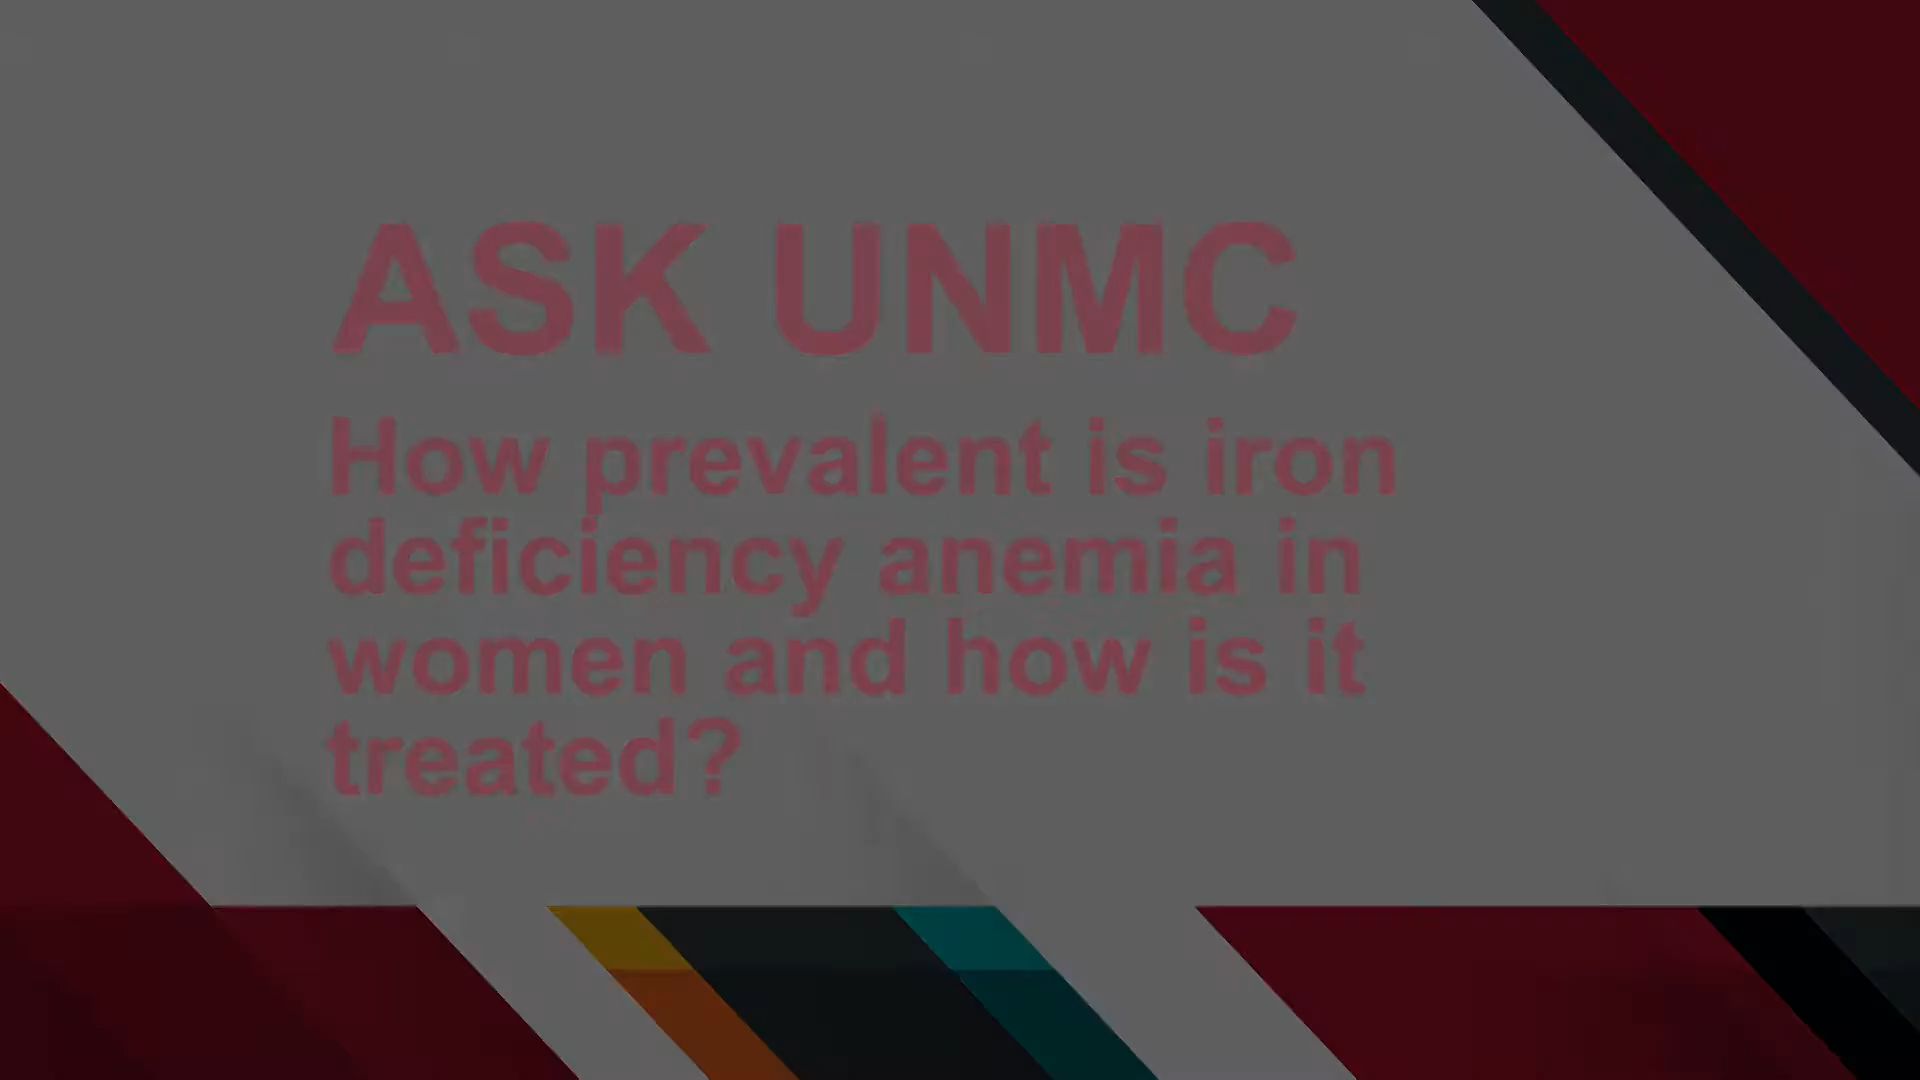 ASK UNMC
How prevalent is iron
deficiency anemia in
women and how is it
treated?